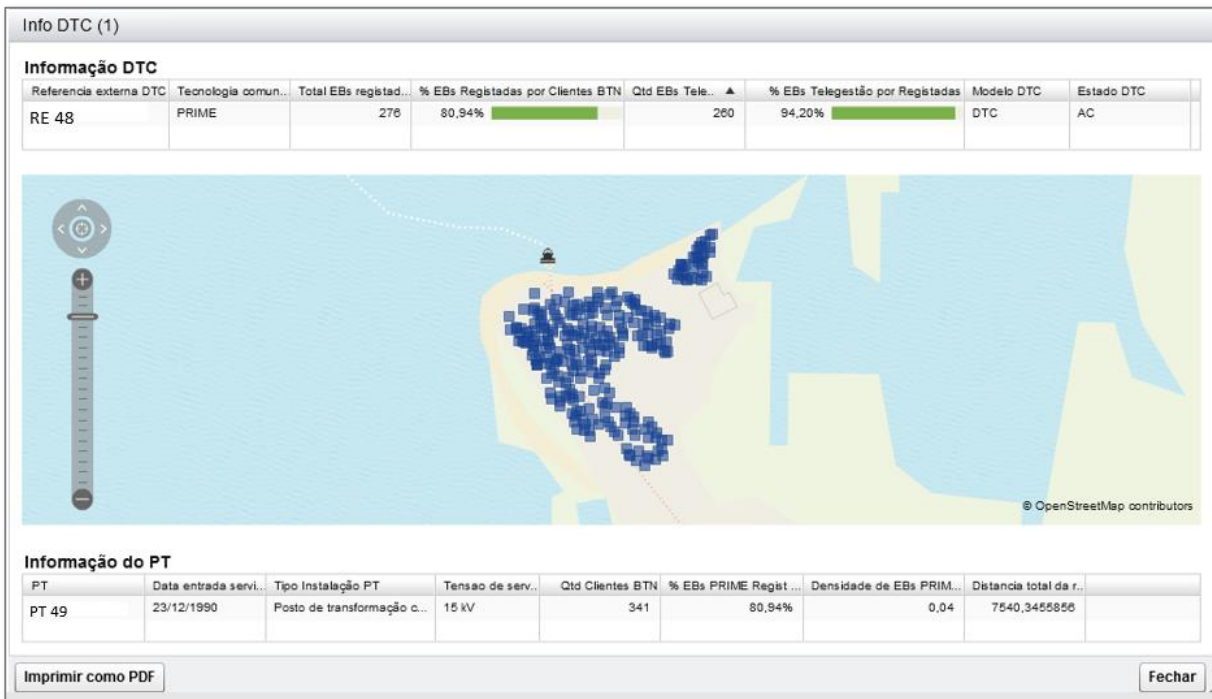 Info DTC (1)
Informação DTC
Referencia externa DTC Tecnologia comun... Total EBs registad... % EBs Registadas por Clientes BTN Qtd EBs Tele... ▲ % EBs Telegestão por Registadas Modelo DTC Estado DTC
RE 48 PRIME 276 80,94% 260 94,20% DTC AC
© OpenStreetMap contributors
Informação do PT
PT Data entrada servi... Tipo Instalação PT Tensao de serv... Qtd Clientes BTN % EBs PRIME Regist ... Densidade de EBs PRIM... Distancia total da r...
PT 49 23/12/1990 Posto de transformação c... 15 kV 341 80,94% 0,04 7540,3455856
Imprimir como PDF Fechar